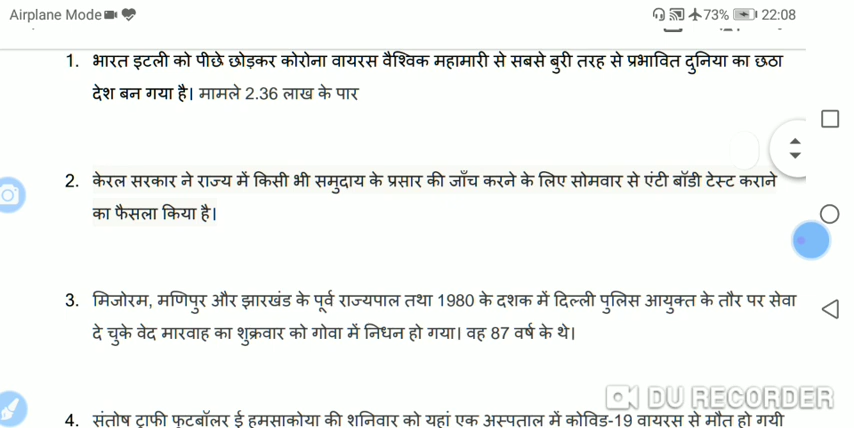 Airplane Mode 73% 22:08
1. भारत इटली को पीछे छोड़कर कोरोना वायरस वैश्विक महामारी से सबसे बुरी तरह से प्रभावित दुनिया का छठा
देश बन गया है। मामले 2.36 लाख के पार
2. केरल सरकार ने राज्य में किसी भी समुदाय के प्रसार की जाँच करने के लिए सोमवार से एंटी बॉडी टेस्ट कराने
का फैसला किया है।
3. मिजोरम, मणिपुर और झारखंड के पूर्व राज्यपाल तथा 1980 के दशक में दिल्ली पुलिस आयुक्त के तौर पर सेवा
दे चुके वेद मारवाह का शुक्रवार को गोवा में निधन हो गया। वह 87 वर्ष के थे।
DU RECORDER
4. संतोष ट्राफी फुटबॉलर ई हमसाकोया की शनिवार को यहां एक अस्पताल में कोविड-19 वायरस से मौत हो गयी